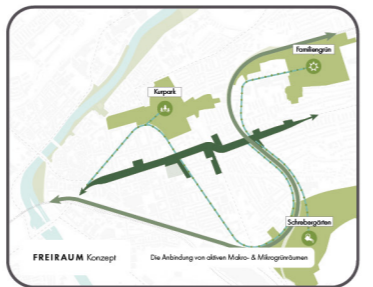 Familiengrün
Kurpark
Schrebergärten
FREIRAUM Konzept
Die Anbindung von aktiven Makro- & Mikrogrünräumen